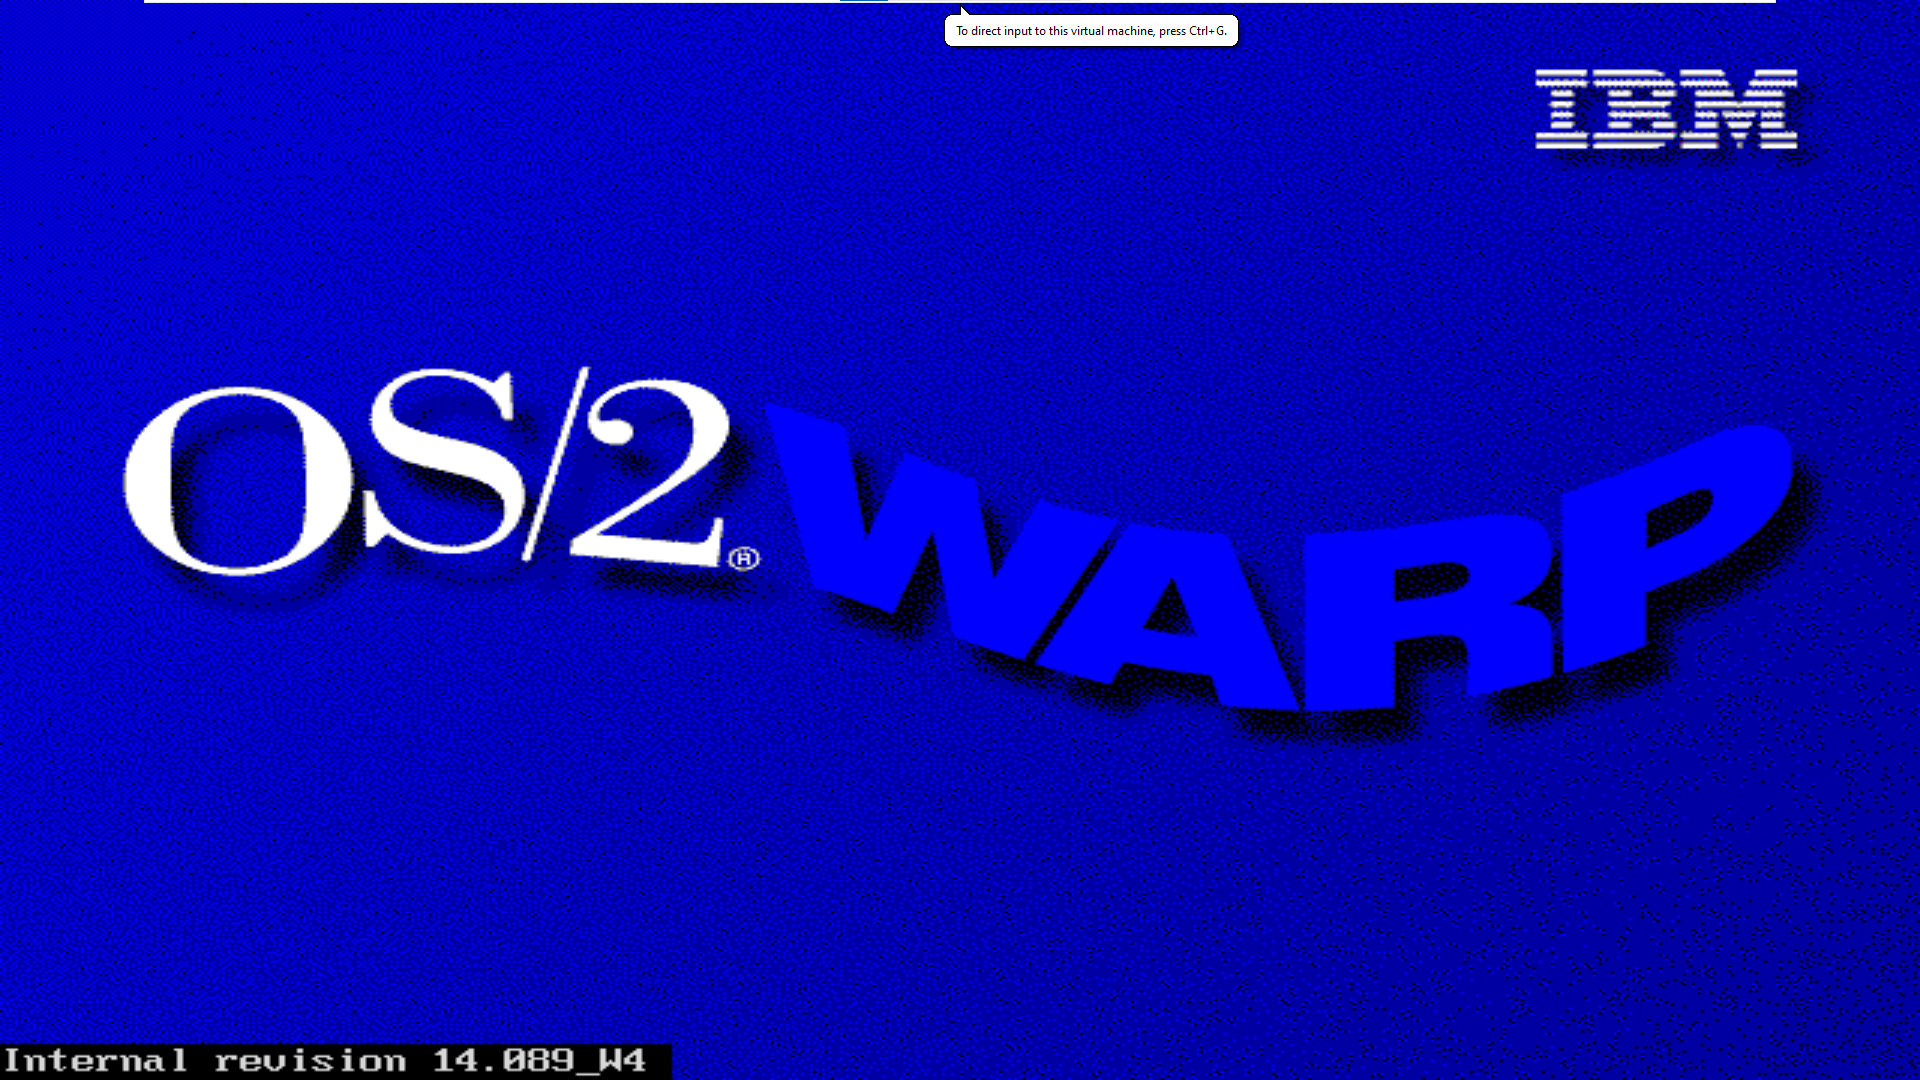 To direct input to this virtual machine, press Ctrl+G.
IBM
OS/2® WARP
Internal revision 14.089_W4